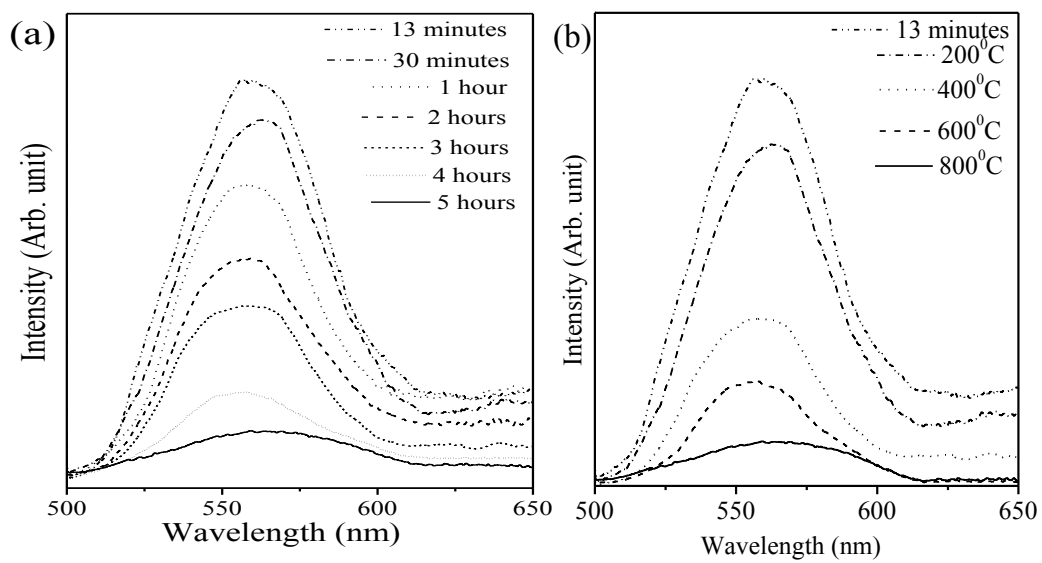 (a)
13 minutes
30 minutes
1 hour
2 hours
3 hours
4 hours
5 hours
Intensity (Arb. unit)
500 550 600 650
Wavelength (nm)
(b)
13 minutes
200⁰C
400⁰C
600⁰C
800⁰C
Intensity (Arb. unit)
500 550 600 650
Wavelength (nm)